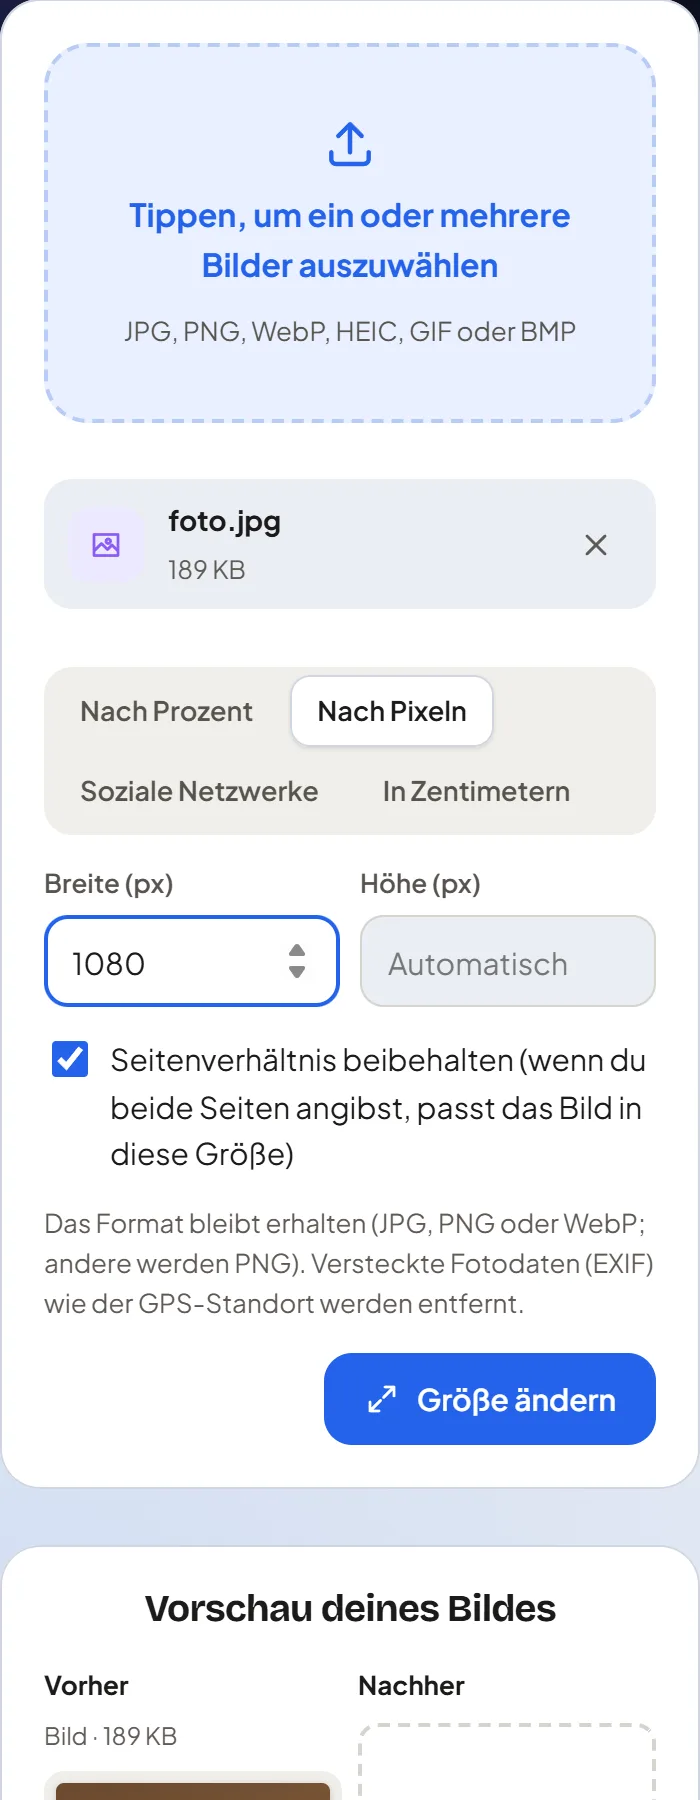 Tippen, um ein oder mehrere
Bilder auszuwählen
JPG, PNG, WebP, HEIC, GIF oder BMP
foto.jpg
189 KB
Nach Prozent
Nach Pixeln
Soziale Netzwerke
In Zentimetern
Breite (px)
Höhe (px)
1080
Automatisch
Seitenverhältnis beibehalten (wenn du
beide Seiten angibst, passt das Bild in
diese Größe)
Das Format bleibt erhalten (JPG, PNG oder WebP;
andere werden PNG). Versteckte Fotodaten (EXIF)
wie der GPS-Standort werden entfernt.
Größe ändern
Vorschau deines Bildes
Vorher
Nachher
Bild · 189 KB